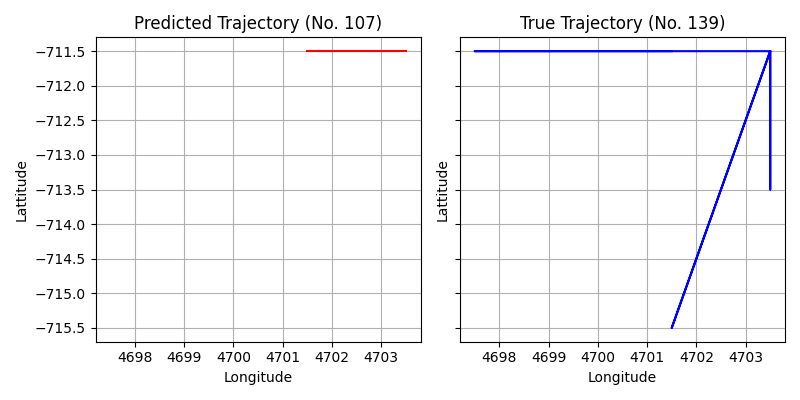 Predicted Trajectory (No. 107)
True Trajectory (No. 139)
−711.5
−712.0
−712.5
−713.0
−713.5
−714.0
−714.5
−715.0
−715.5
Lattitude
Lattitude
4698 4699 4700 4701 4702 4703
4698 4699 4700 4701 4702 4703
Longitude
Longitude